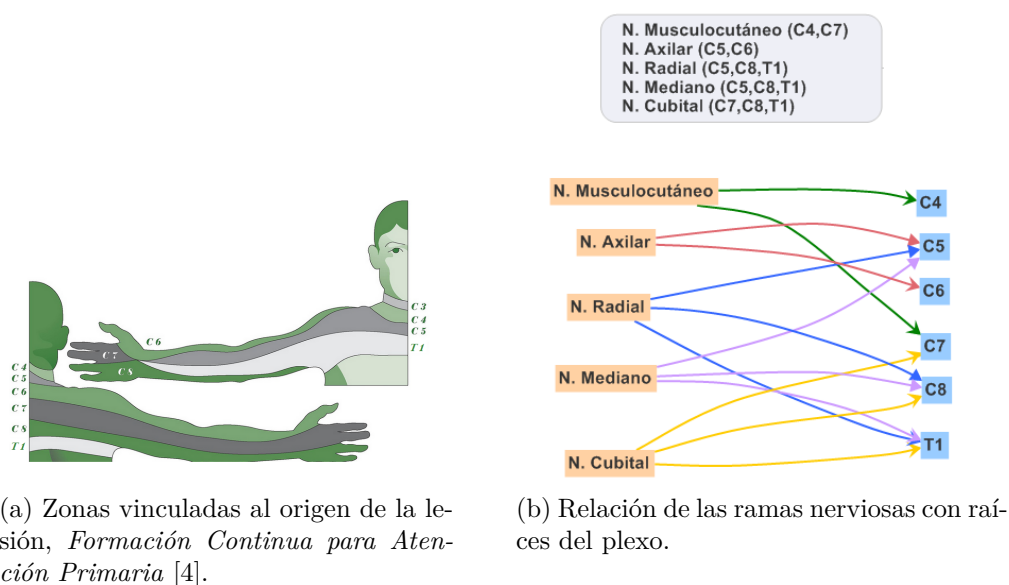 N. Musculocutáneo (C4,C7)
N. Axilar (C5,C6)
N. Radial (C5,C8,T1)
N. Mediano (C5,C8,T1)
N. Cubital (C7,C8,T1)
C3
C4
C5
T1
C6
C7
C8
C4
C5
C6
C7
C8
T1
N. Musculocutáneo
N. Axilar
N. Radial
N. Mediano
N. Cubital
C4
C5
C6
C7
C8
T1
(a) Zonas vinculadas al origen de la le-
sión, Formación Continua para Aten-
ción Primaria [4].
(b) Relación de las ramas nerviosas con raí-
ces del plexo.